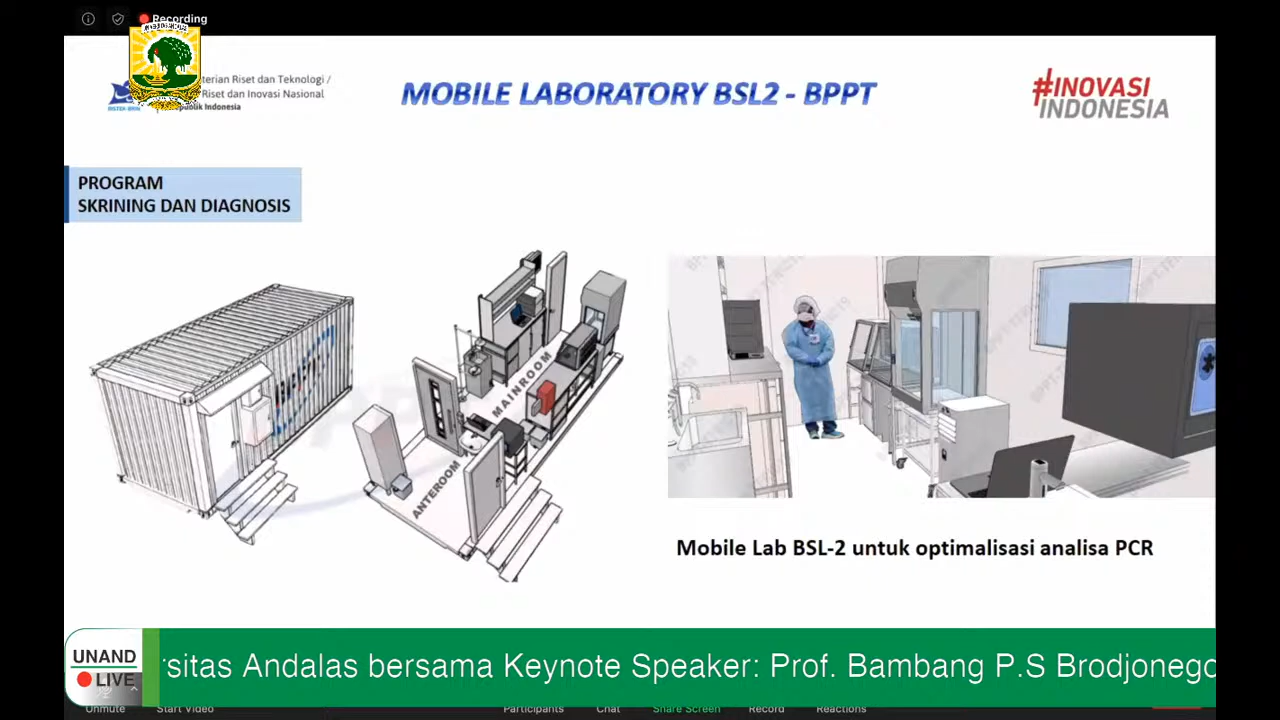 Recording
terian Riset dan Teknologi /
Riset dan Inovasi Nasional
publik Indonesia
MOBILE LABORATORY BSL2 - BPPT
#INOVASI
INDONESIA
PROGRAM
SKRINING DAN DIAGNOSIS
MAINROOM
ANTEROOM
Mobile Lab BSL-2 untuk optimalisasi analisa PCR
UNAND
LIVE
rsitas Andalas bersama Keynote Speaker: Prof. Bambang P.S Brodjonego
Unmute Start Video Participants Chat Share Screen Record Reactions